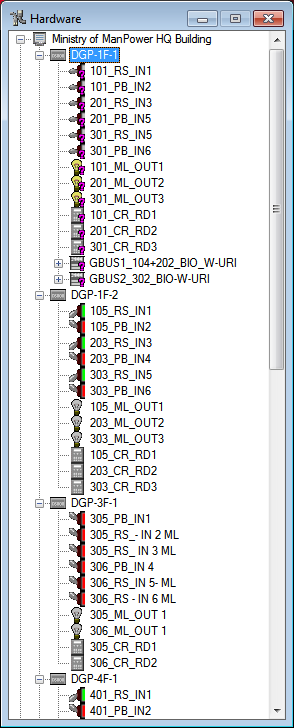 Hardware
Ministry of ManPower HQ Building
DGP-1F-1
101_RS_IN1
101_PB_IN2
201_RS_IN3
201_PB_IN5
301_RS_IN5
301_PB_IN6
101_ML_OUT1
201_ML_OUT2
301_ML_OUT3
101_CR_RD1
201_CR_RD2
301_CR_RD3
GBUS1_104+202_BIO_W-URI
GBUS2_302_BIO-W-URI
DGP-1F-2
105_RS_IN1
105_PB_IN2
203_RS_IN3
203_PB_IN4
303_RS_IN5
303_PB_IN6
105_ML_OUT1
203_ML_OUT2
303_ML_OUT3
105_CR_RD1
203_CR_RD2
303_CR_RD3
DGP-3F-1
305_PB_IN1
305_RS_- IN 2 ML
305_RS_ IN 3 ML
306_PB_IN 4
306_RS_IN 5- ML
306_RS - IN 6 ML
305_ML_OUT 1
306_ML_OUT 1
305_CR_RD1
306_CR_RD2
DGP-4F-1
401_RS_IN1
401_PB_IN2